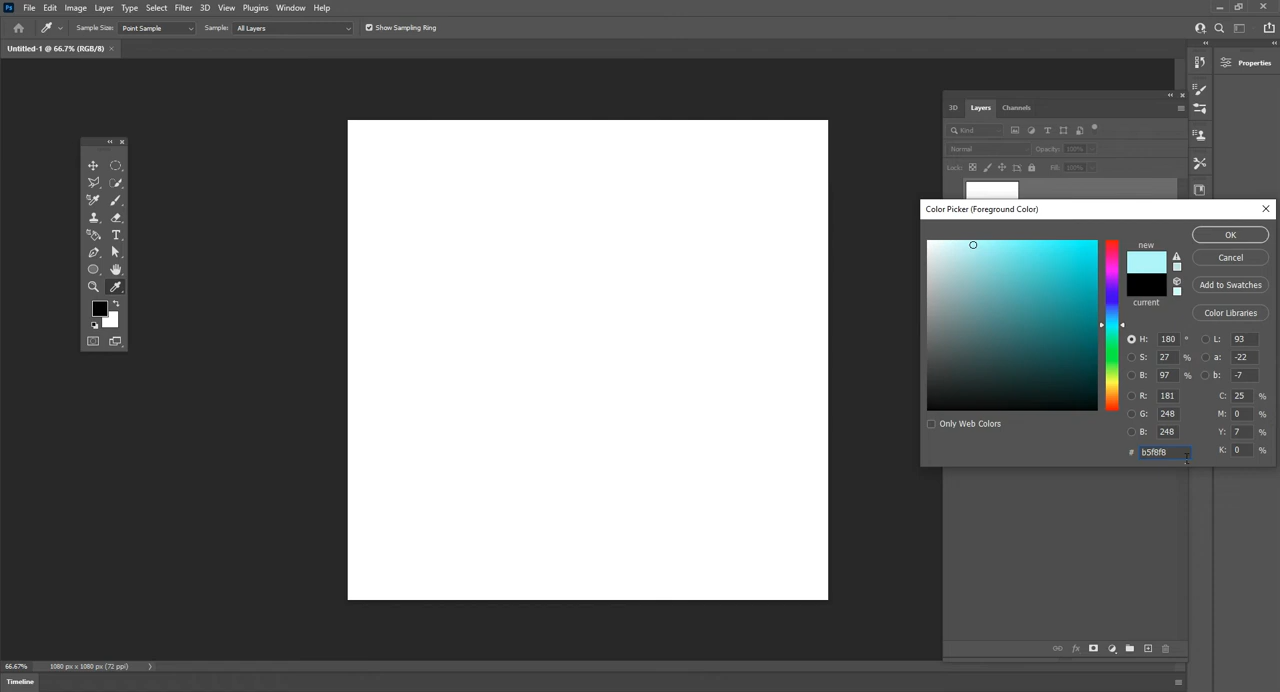 Ps File Edit Image Layer Type Select Filter 3D View Plugins Window Help
Sample Size: Point Sample Sample: All Layers Show Sampling Ring
Untitled-1 @ 66.7% (RGB/8) ×
Properties
3D Layers Channels
Kind
Normal Opacity: 100%
Lock: Fill: 100%
Color Picker (Foreground Color)
new
current
OK
Cancel
Add to Swatches
Color Libraries
H: 180 ° L: 93
S: 27 % a: -22
B: 97 % b: -7
R: 181 C: 25 %
G: 248 M: 0 %
B: 248 Y: 7 %
# b5f8f8 K: 0 %
Only Web Colors
66.67% 1080 px x 1080 px (72 ppi)
Timeline